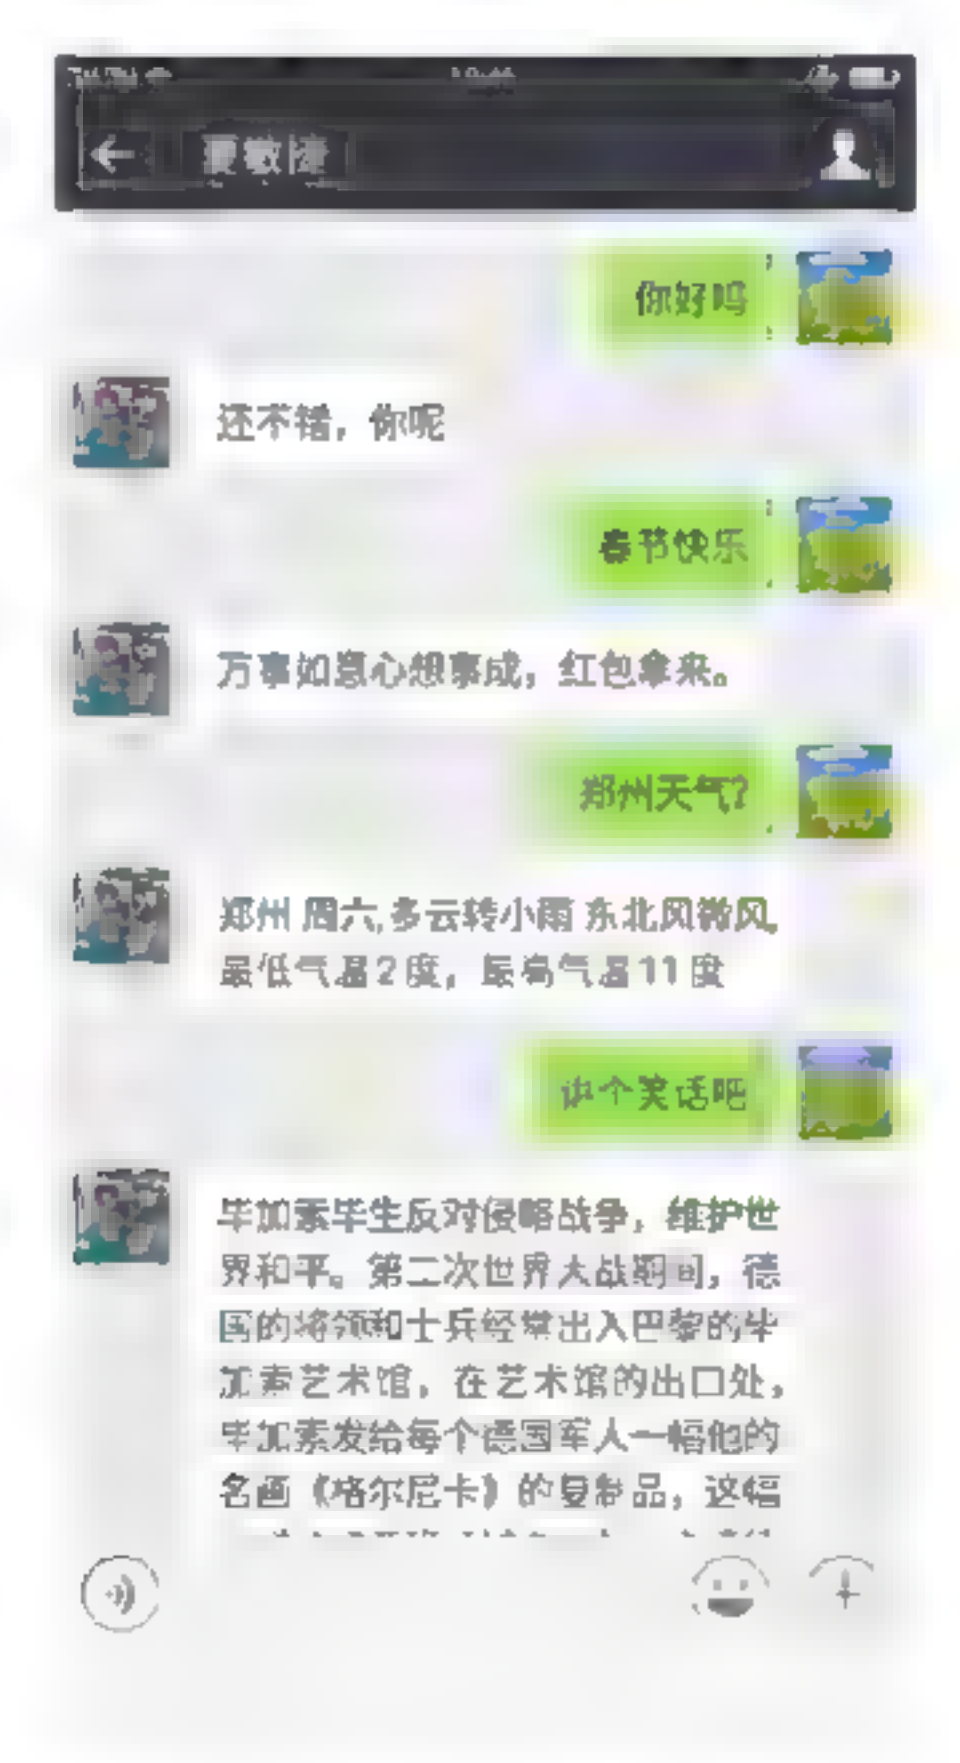 夏敏捷
你好吗
还不错，你呢
春节快乐
万事如意心想事成，红包拿来。
郑州天气？
郑州 周六,多云转小雨 东北风微风,
最低气温2度，最高气温11度
讲个笑话吧
毕加索毕生反对侵略战争，维护世
界和平。第二次世界大战期间，德
国的将领和士兵经常出入巴黎的毕
加索艺术馆，在艺术馆的出口处，
毕加索发给每个德国军人一幅他的
名画《格尔尼卡》的复制品，这幅